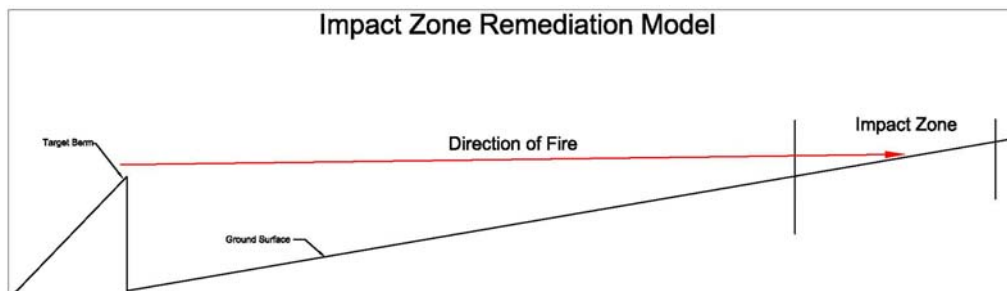 Impact Zone Remediation Model
Target Berm
Direction of Fire
Impact Zone
Ground Surface